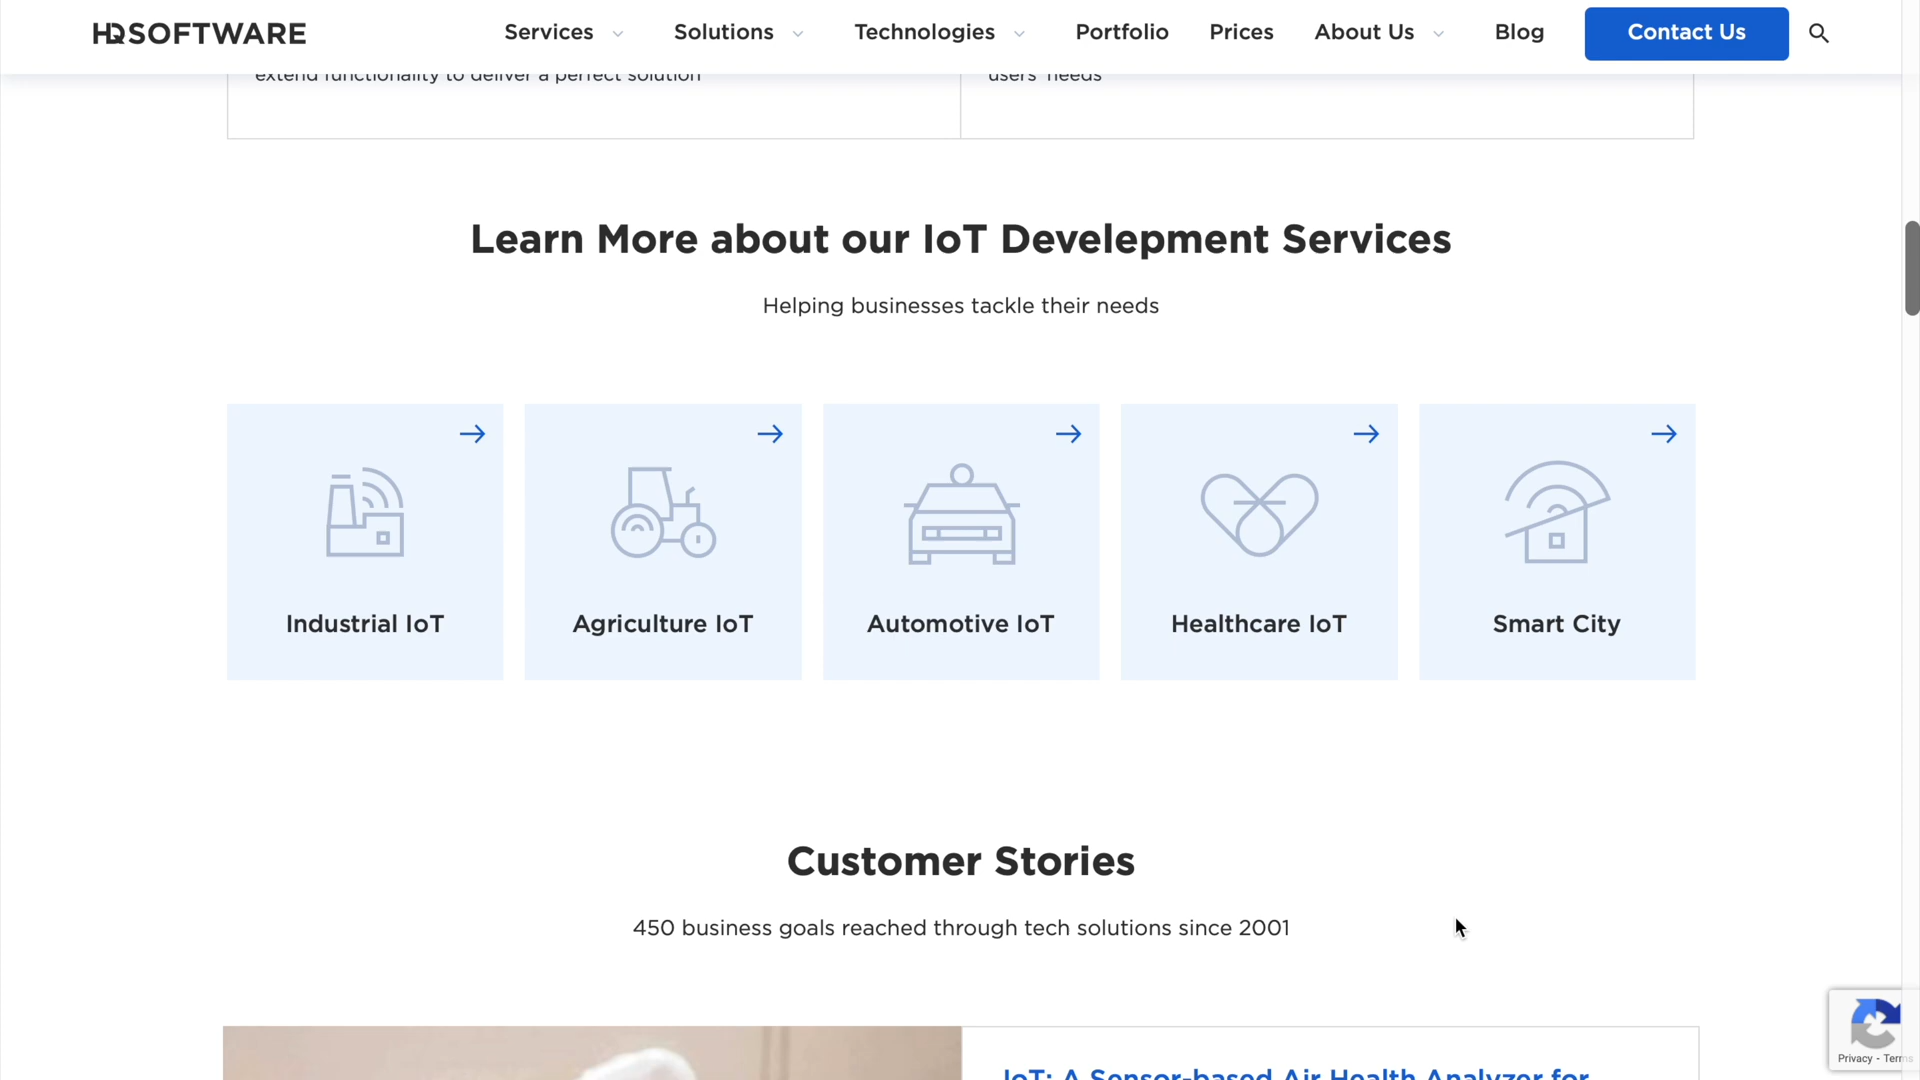 HQSOFTWARE
Services
Solutions
Technologies
Portfolio
Prices
About Us
Blog
Contact Us
extend functionality to deliver a perfect solution
users' needs
Learn More about our IoT Develepment Services
Helping businesses tackle their needs
Industrial IoT
Agriculture IoT
Automotive IoT
Healthcare IoT
Smart City
Customer Stories
450 business goals reached through tech solutions since 2001
IoT: A Sensor-based Air Health Analyzer for
Privacy - Terms